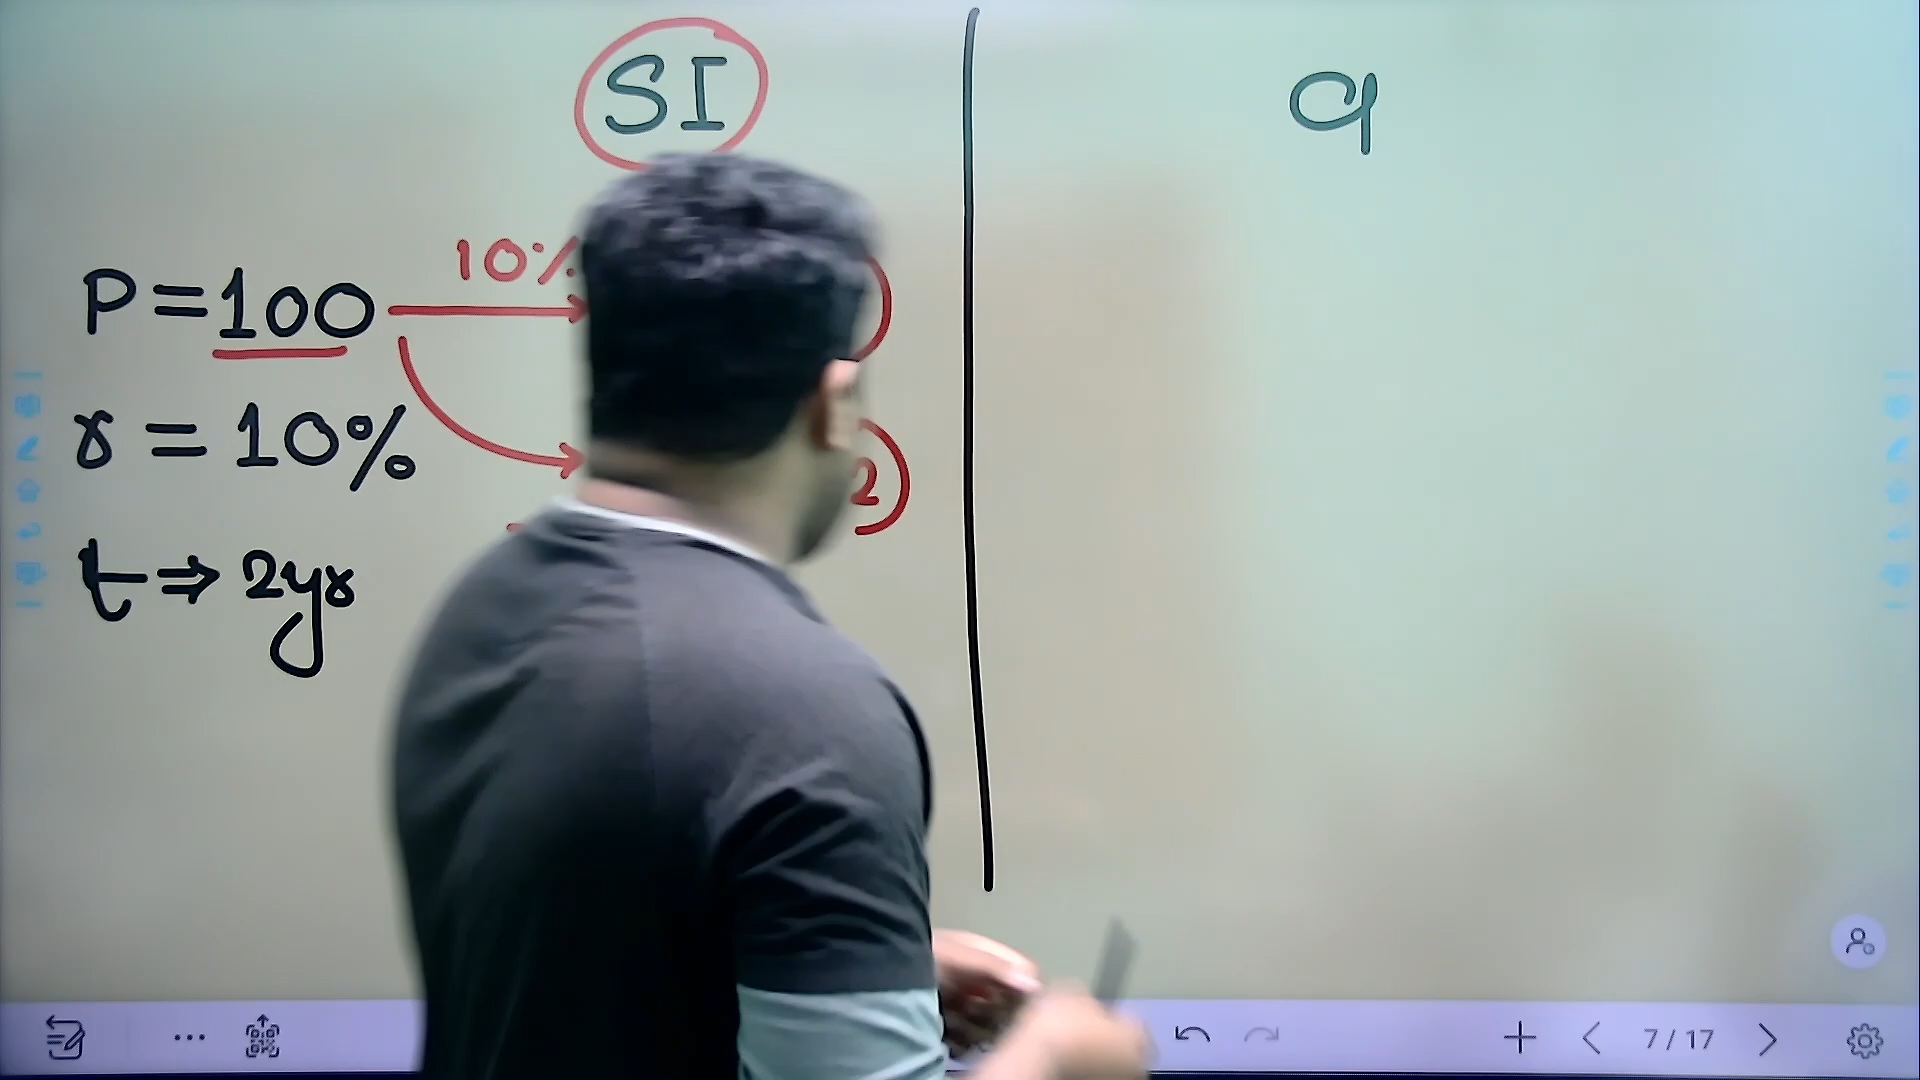 SI
CI
10%
P = 100
r = 10%
2
t ⇒ 2yr
7/17